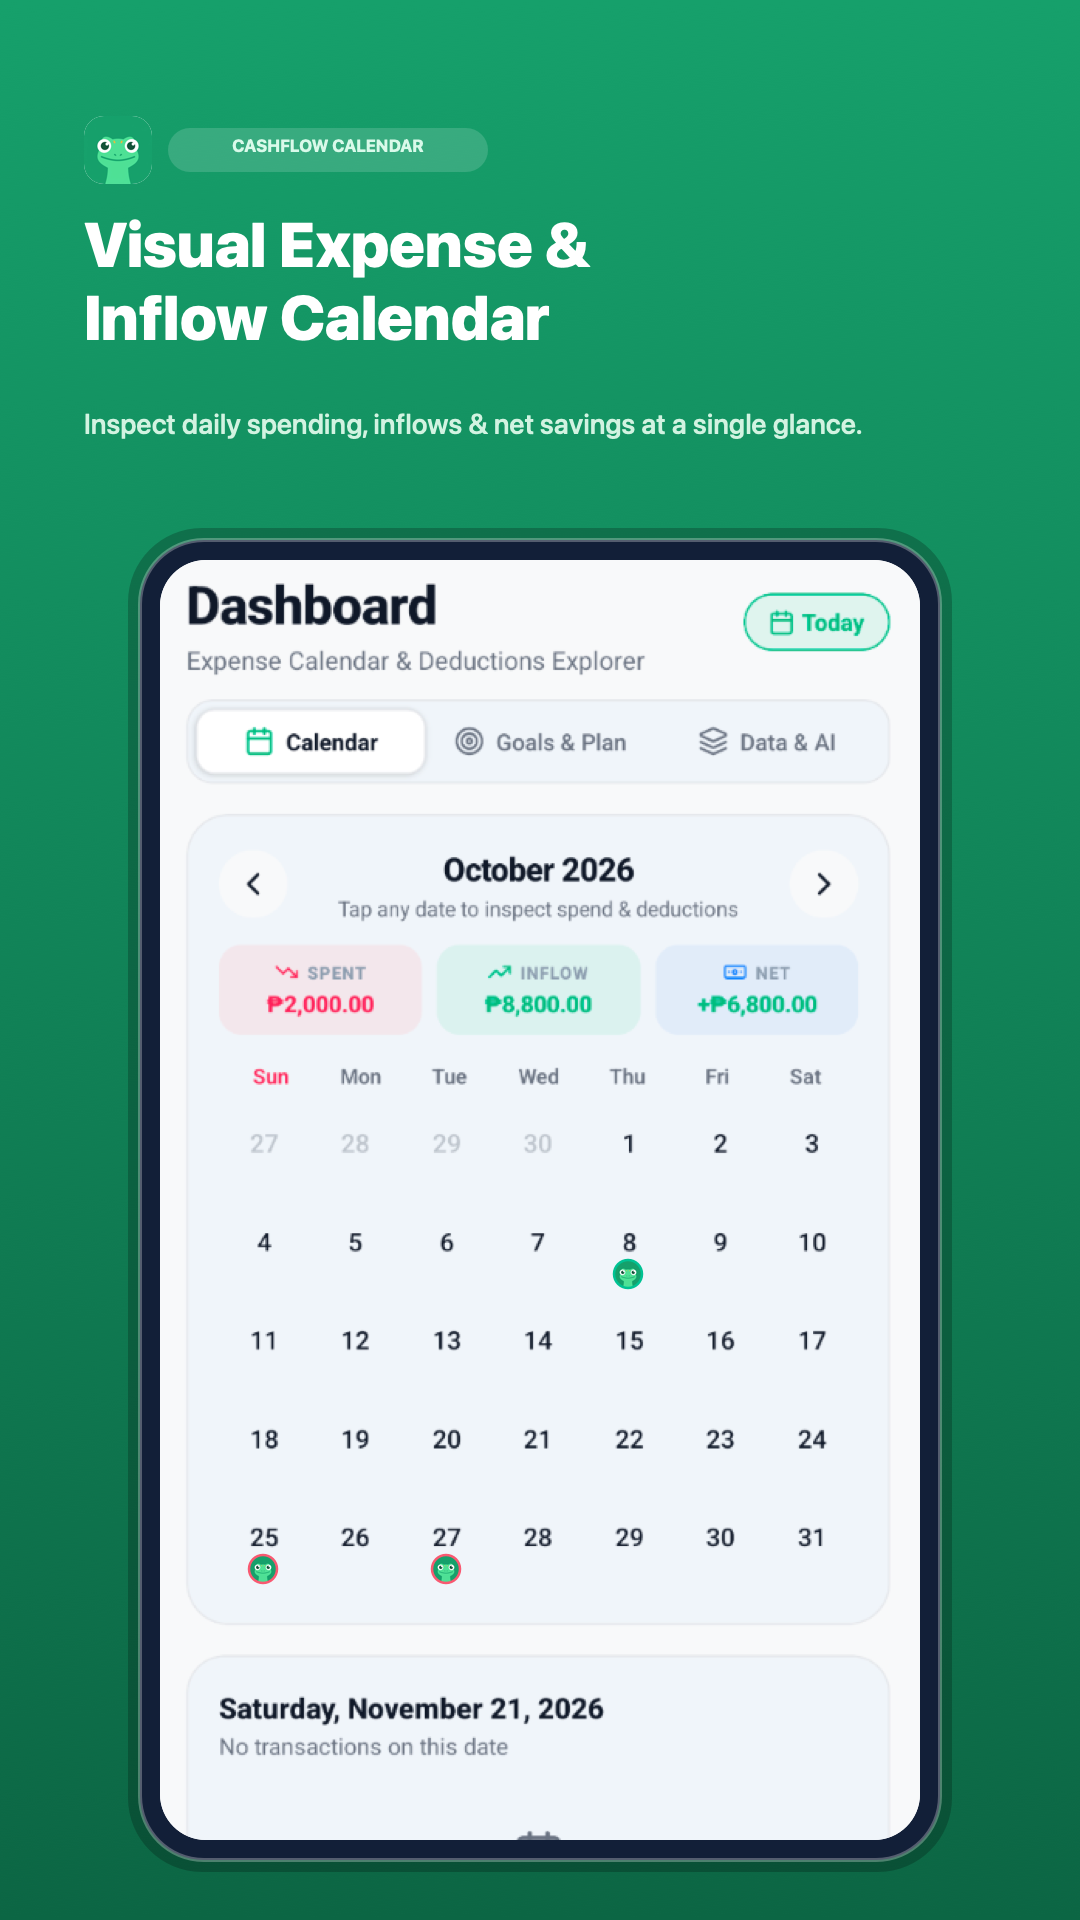 CASHFLOW CALENDAR
Visual Expense &
Inflow Calendar
Inspect daily spending, inflows & net savings at a single glance.
Dashboard
Today
Expense Calendar & Deductions Explorer
Calendar
Goals & Plan
Data & AI
October 2026
Tap any date to inspect spend & deductions
SPENT
₱2,000.00
INFLOW
₱8,800.00
NET
+₱6,800.00
Sun Mon Tue Wed Thu Fri Sat
27 28 29 30 1 2 3
4 5 6 7 8 9 10
11 12 13 14 15 16 17
18 19 20 21 22 23 24
25 26 27 28 29 30 31
Saturday, November 21, 2026
No transactions on this date